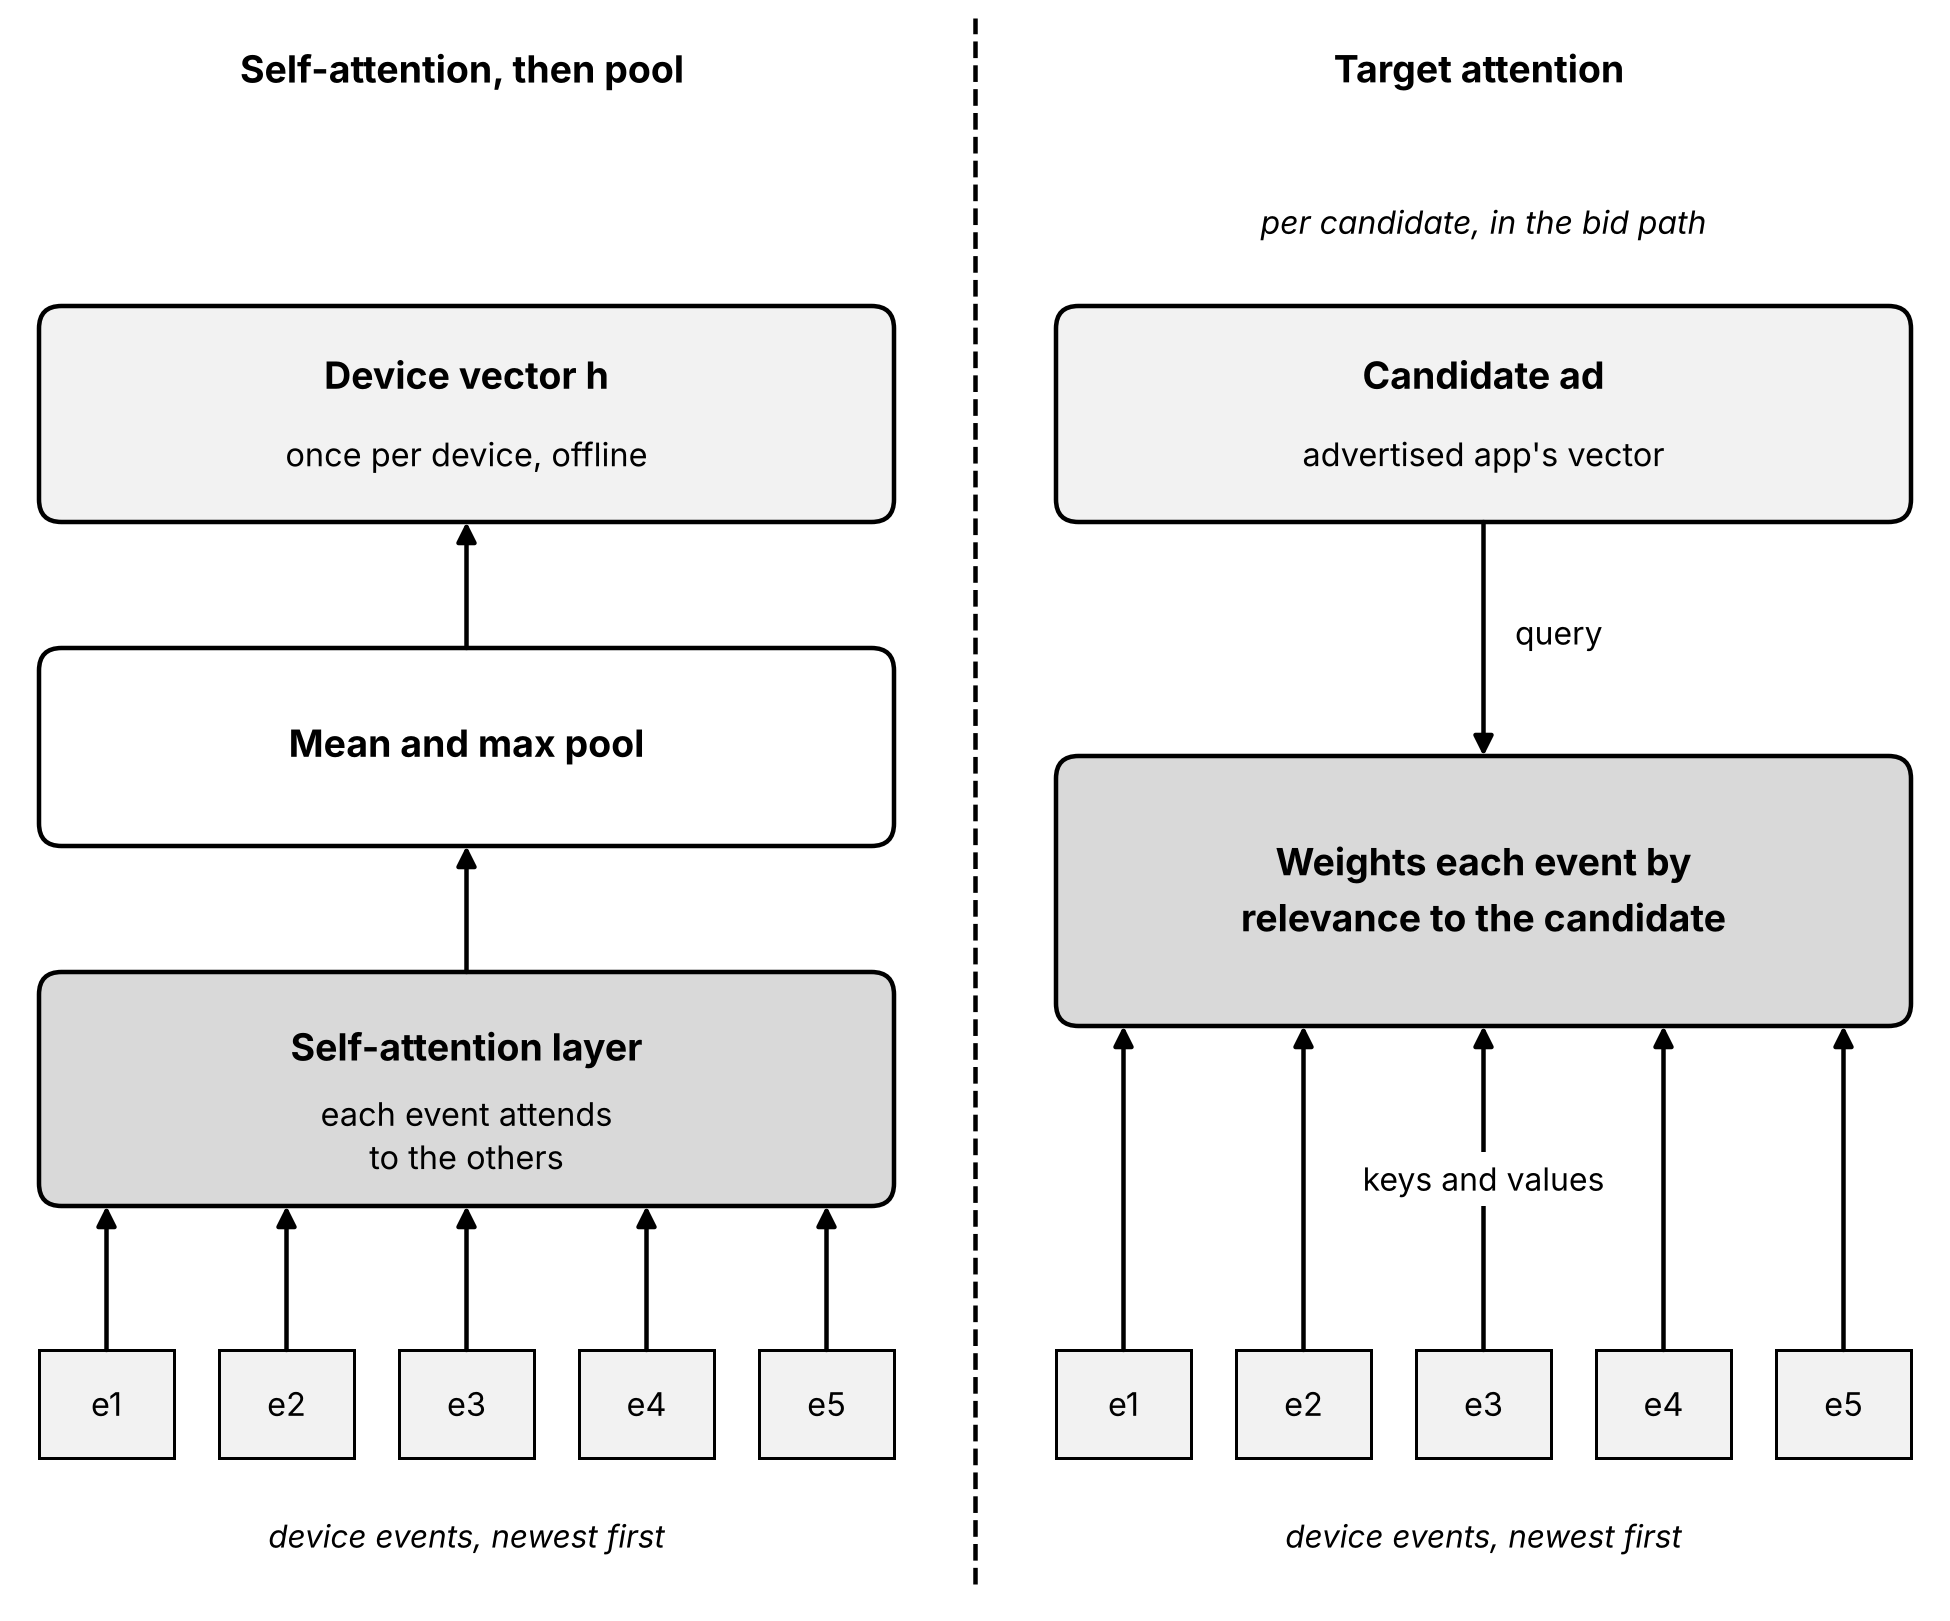 Self-attention, then pool
Device vector h
once per device, offline
Mean and max pool
Self-attention layer
each event attends
to the others
e1
e2
e3
e4
e5
device events, newest first
Target attention
per candidate, in the bid path
Candidate ad
advertised app's vector
query
Weights each event by
relevance to the candidate
keys and values
e1
e2
e3
e4
e5
device events, newest first